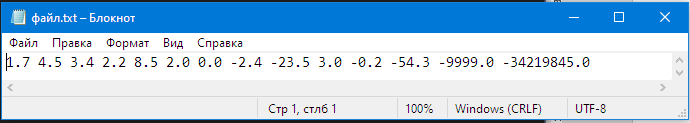 файл.txt – Блокнот
Файл Правка Формат Вид Справка
1.7 4.5 3.4 2.2 8.5 2.0 0.0 -2.4 -23.5 3.0 -0.2 -54.3 -9999.0 -34219845.0
Стр 1, стлб 1 100% Windows (CRLF) UTF-8